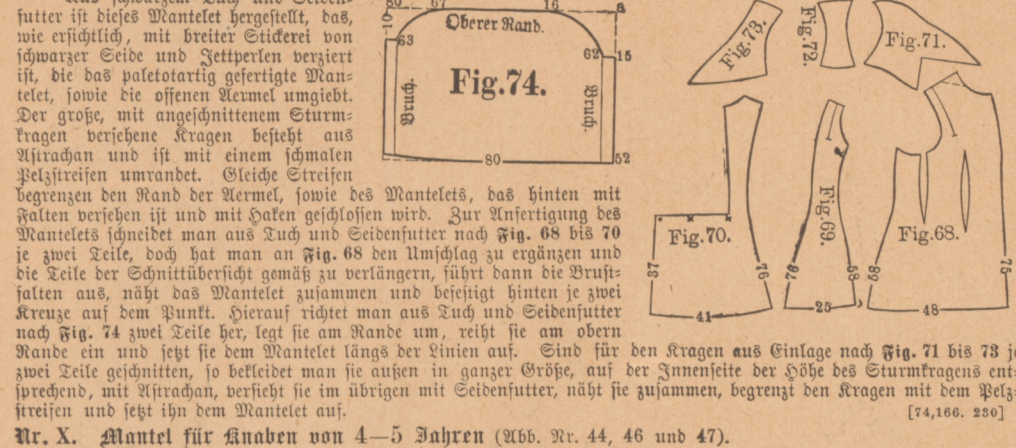 Aus schwarzem Tuch und Seiden-
futter ist dieses Mantelet hergestellt, das,
wie ersichtlich, mit breiter Stickerei von
schwarzer Seide und Jettperlen verziert
ist, die das paletotartig gefertigte Man-
telet, sowie die offenen Aermel umgiebt.
Der große, mit angeschnittenem Sturm-
kragen versehene Kragen besteht aus
Astrachan und ist mit einem schmalen
Pelzstreifen umrandet. Gleiche Streifen
begrenzen den Rand der Aermel, sowie des Mantelets, das hinten mit
Falten versehen ist und mit Haken geschlossen wird. Zur Anfertigung des
Mantelets schneidet man aus Tuch und Seidenfutter nach Fig. 68 bis 70
je zwei Teile, doch hat man an Fig. 68 den Umschlag zu ergänzen und
die Teile der Schnittübersicht gemäß zu verlängern, führt dann die Brust-
falten aus, näht das Mantelet zusammen und befestigt hinten je zwei
Kreuze auf dem Punkt. Hierauf richtet man aus Tuch und Seidenfutter
nach Fig. 74 zwei Teile her, legt sie am Rande um, reiht sie am obern
Rande ein und setzt sie dem Mantelet längs der Linien auf. Sind für den Kragen aus Einlage nach Fig. 71 bis 73 je
zwei Teile geschnitten, so bekleidet man sie außen in ganzer Größe, auf der Innenseite der Höhe des Sturmkragens ent-
sprechend, mit Astrachan, versieht sie im übrigen mit Seidenfutter, näht sie zusammen, begrenzt den Kragen mit dem Pelz-
streifen und setzt ihn dem Mantelet auf.
[74,166. 230]
Nr. X. Mantel für Knaben von 4—5 Jahren (Abb. Nr. 44, 46 und 47).
80 67 16 a
10
Oberer Rand.
63
62 15
Fig.74.
Bruch.
Bruch.
80
52
Fig.73.
Fig.72.
Fig.71.
Fig.70.
37
76
41
Fig.69.
76
89
25
Fig.68.
89
75
48